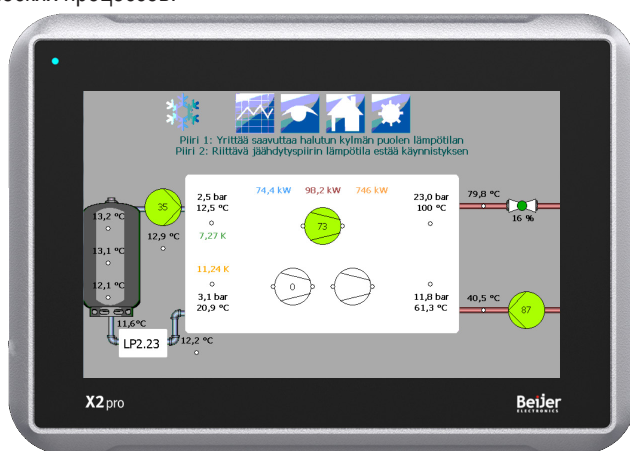 Piiri 1: Yrittää saavuttaa halutun kylmän puolen lämpötilan
Piiri 2: Riittävä jäähdytyspiirin lämpötila estää käynnistyksen
74,4 kW 98,2 kW 746 kW
2,5 bar
12,5 °C
23,0 bar
100 °C
79,8 °C
35
13,2 °C
16 %
73
12,9 °C
7,27 K
13,1 °C
11,24 K
12,1 °C
0
3,1 bar
20,9 °C
11,8 bar
61,3 °C
40,5 °C
87
11,6°C
LP2.23
12,2 °C
X2 pro
Beijer
ELECTRONICS